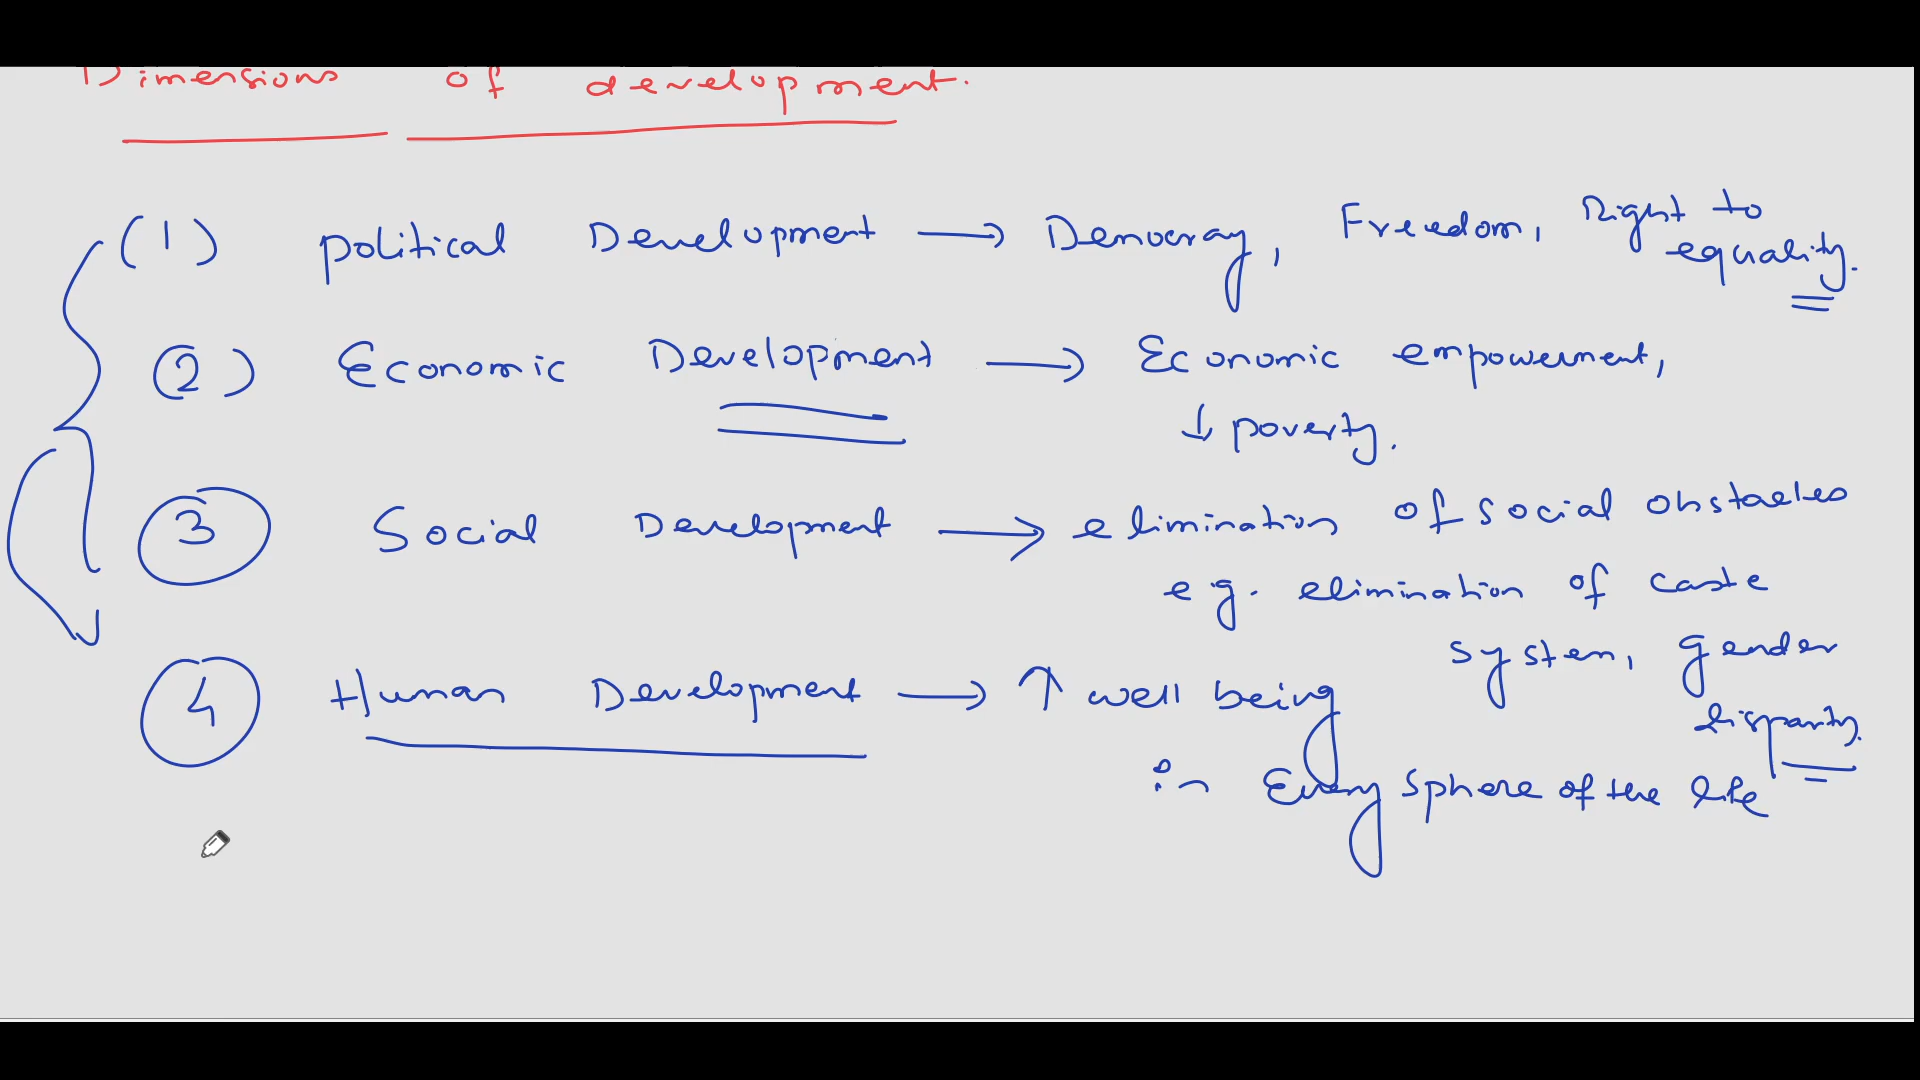 Dimensions of development.
(1) Political Development → Democracy, Freedom, Right to
equality.
(2) Economic Development → Economic empowerment,
↓ poverty.
3 Social Development → elimination of social obstacles
eg. elimination of caste
system, gender
disparity.
4 Human Development → ↑ well being
in Every sphere of the life